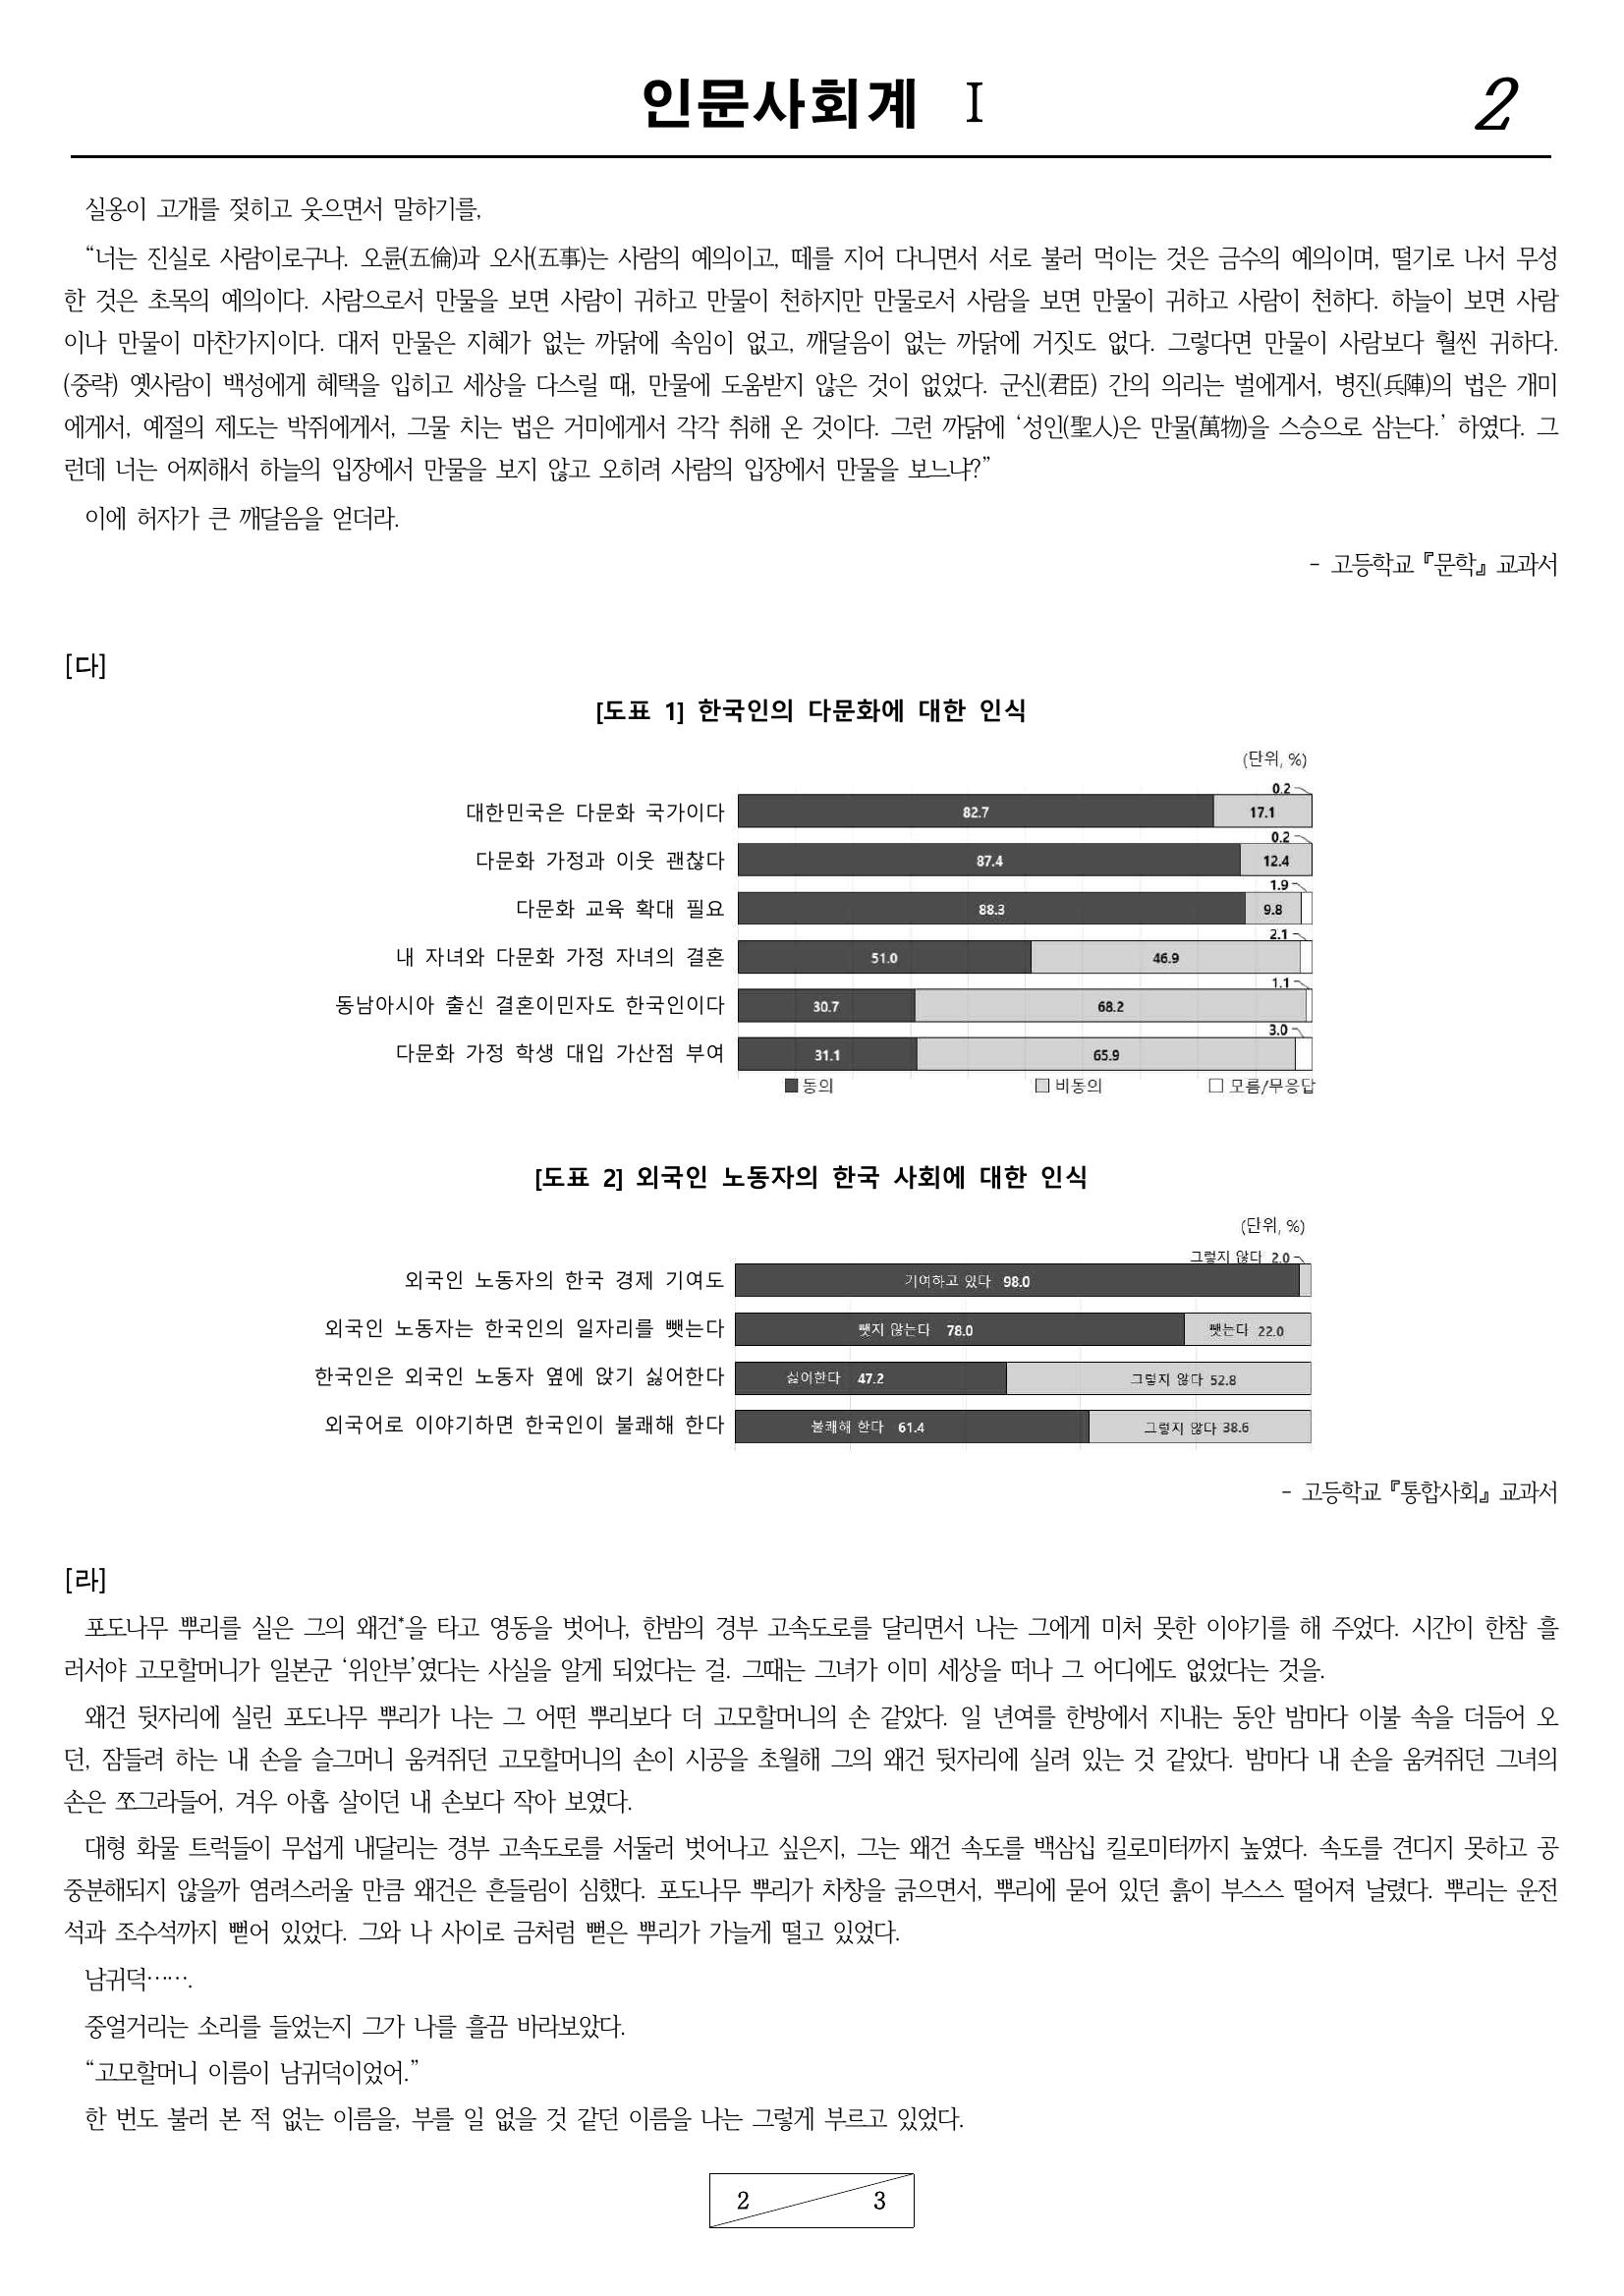 인문사회계 Ⅰ
2
실옹이 고개를 젖히고 웃으면서 말하기를,
“너는 진실로 사람이로구나. 오륜(五倫)과 오사(五事)는 사람의 예의이고, 떼를 지어 다니면서 서로 불러 먹이는 것은 금수의 예의이며, 떨기로 나서 무성
한 것은 초목의 예의이다. 사람으로서 만물을 보면 사람이 귀하고 만물이 천하지만 만물로서 사람을 보면 만물이 귀하고 사람이 천하다. 하늘이 보면 사람
이나 만물이 마찬가지이다. 대저 만물은 지혜가 없는 까닭에 속임이 없고, 깨달음이 없는 까닭에 거짓도 없다. 그렇다면 만물이 사람보다 훨씬 귀하다.
(중략) 옛사람이 백성에게 혜택을 입히고 세상을 다스릴 때, 만물에 도움받지 않은 것이 없었다. 군신(君臣) 간의 의리는 벌에게서, 병진(兵陣)의 법은 개미
에게서, 예절의 제도는 박쥐에게서, 그물 치는 법은 거미에게서 각각 취해 온 것이다. 그런 까닭에 ‘성인(聖人)은 만물(萬物)을 스승으로 삼는다.’ 하였다. 그
런데 너는 어찌해서 하늘의 입장에서 만물을 보지 않고 오히려 사람의 입장에서 만물을 보느냐?”
이에 허자가 큰 깨달음을 얻더라.
- 고등학교 『문학』 교과서
[다]
[도표 1] 한국인의 다문화에 대한 인식
(단위, %)
0.2
대한민국은 다문화 국가이다 82.7 17.1
0.2
다문화 가정과 이웃 괜찮다 87.4 12.4
1.9
다문화 교육 확대 필요 88.3 9.8
2.1
내 자녀와 다문화 가정 자녀의 결혼 51.0 46.9
1.1
동남아시아 출신 결혼이민자도 한국인이다 30.7 68.2
3.0
다문화 가정 학생 대입 가산점 부여 31.1 65.9
동의 비동의 모름/무응답
[도표 2] 외국인 노동자의 한국 사회에 대한 인식
(단위, %)
그렇지 않다 2.0
외국인 노동자의 한국 경제 기여도 기여하고 있다 98.0
외국인 노동자는 한국인의 일자리를 뺏는다 뺏지 않는다 78.0 뺏는다 22.0
한국인은 외국인 노동자 옆에 앉기 싫어한다 싫어한다 47.2 그렇지 않다 52.8
외국어로 이야기하면 한국인이 불쾌해 한다 불쾌해 한다 61.4 그렇지 않다 38.6
- 고등학교 『통합사회』 교과서
[라]
포도나무 뿌리를 실은 그의 왜건*을 타고 영동을 벗어나, 한밤의 경부 고속도로를 달리면서 나는 그에게 미처 못한 이야기를 해 주었다. 시간이 한참 흘
러서야 고모할머니가 일본군 ‘위안부’였다는 사실을 알게 되었다는 걸. 그때는 그녀가 이미 세상을 떠나 그 어디에도 없었다는 것을.
왜건 뒷자리에 실린 포도나무 뿌리가 나는 그 어떤 뿌리보다 더 고모할머니의 손 같았다. 일 년여를 한방에서 지내는 동안 밤마다 이불 속을 더듬어 오
던, 잠들려 하는 내 손을 슬그머니 움켜쥐던 고모할머니의 손이 시공을 초월해 그의 왜건 뒷자리에 실려 있는 것 같았다. 밤마다 내 손을 움켜쥐던 그녀의
손은 쪼그라들어, 겨우 아홉 살이던 내 손보다 작아 보였다.
대형 화물 트럭들이 무섭게 내달리는 경부 고속도로를 서둘러 벗어나고 싶은지, 그는 왜건 속도를 백삼십 킬로미터까지 높였다. 속도를 견디지 못하고 공
중분해되지 않을까 염려스러울 만큼 왜건은 흔들림이 심했다. 포도나무 뿌리가 차창을 긁으면서, 뿌리에 묻어 있던 흙이 부스스 떨어져 날렸다. 뿌리는 운전
석과 조수석까지 뻗어 있었다. 그와 나 사이로 금처럼 뻗은 뿌리가 가늘게 떨고 있었다.
남귀덕…….
중얼거리는 소리를 들었는지 그가 나를 흘끔 바라보았다.
“고모할머니 이름이 남귀덕이었어.”
한 번도 불러 본 적 없는 이름을, 부를 일 없을 것 같던 이름을 나는 그렇게 부르고 있었다.
2 3